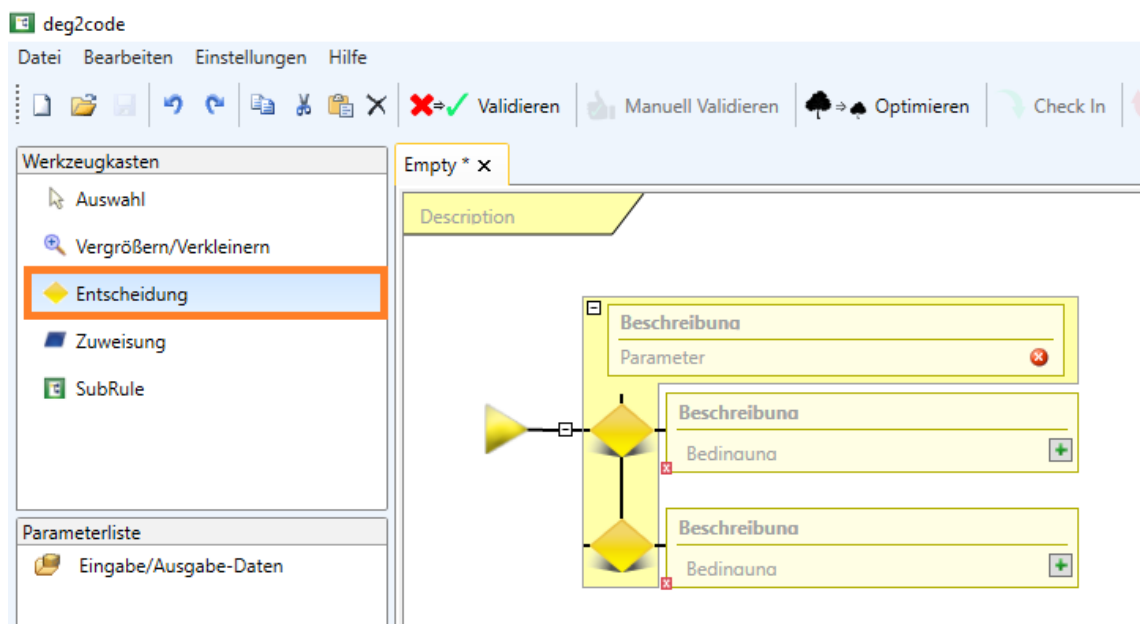 deg2code
Datei Bearbeiten Einstellungen Hilfe
Validieren Manuell Validieren Optimieren Check In
Werkzeugkasten
Auswahl
Vergrößern/Verkleinern
Entscheidung
Zuweisung
SubRule
Parameterliste
Eingabe/Ausgabe-Daten
Empty *
Description
Beschreibung
Parameter
Beschreibung
Bedingung
Beschreibung
Bedingung